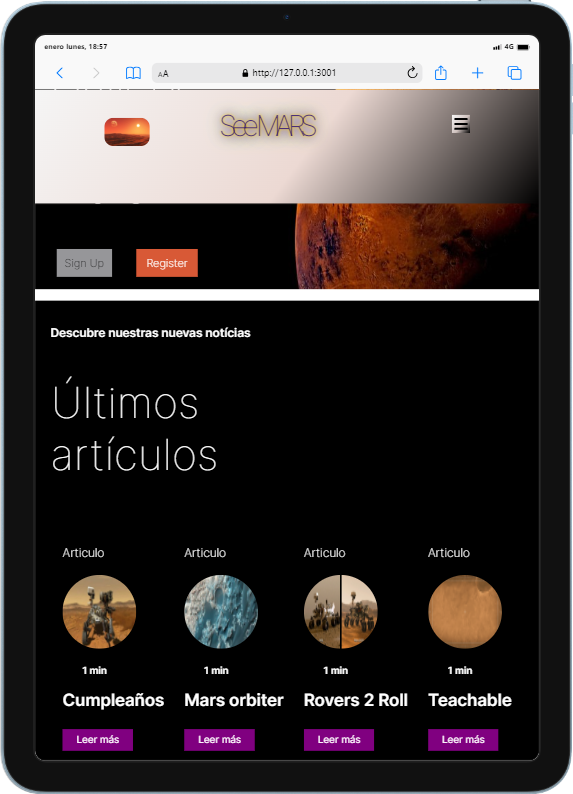 enero lunes, 18:57
4G
AA
http://127.0.0.1:3001
SeeMARS
Sign Up
Register
Descubre nuestras nuevas notícias
Últimos
artículos
Articulo
Articulo
Articulo
Articulo
1 min
1 min
1 min
1 min
Cumpleaños
Mars orbiter
Rovers 2 Roll
Teachable
Leer más
Leer más
Leer más
Leer más